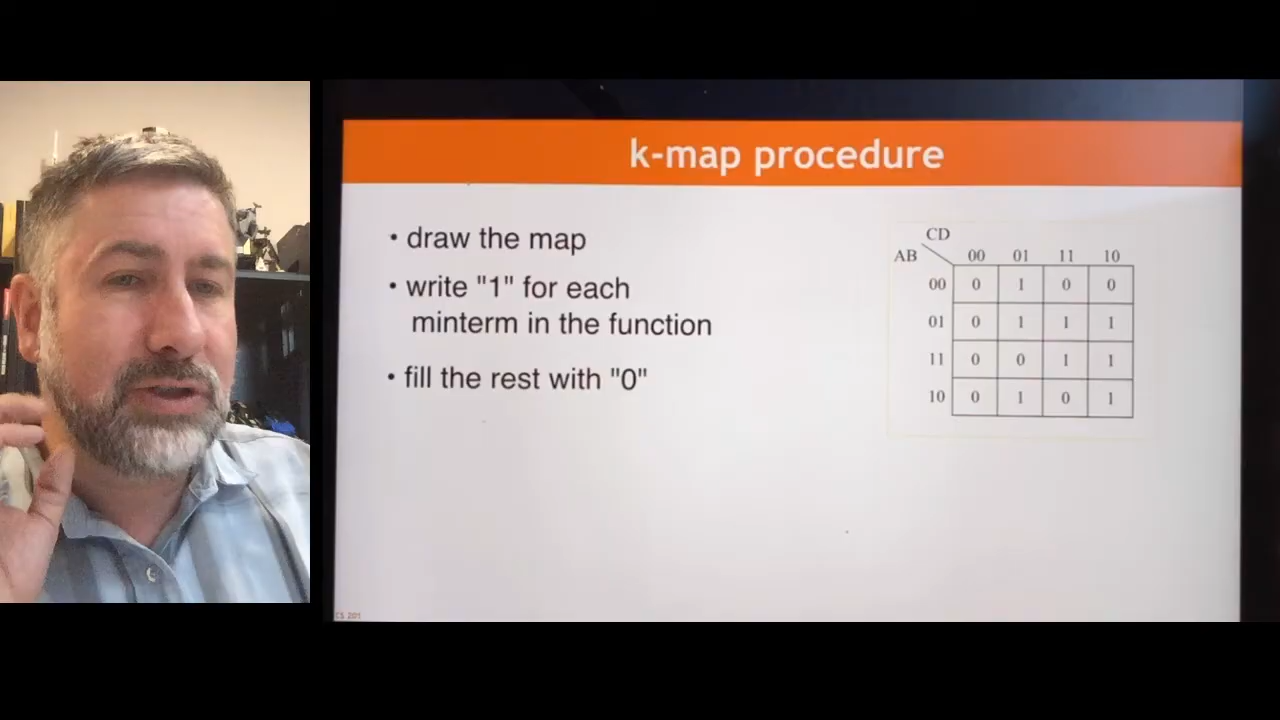 k-map procedure
• draw the map
• write "1" for each
minterm in the function
• fill the rest with "0"
CD
AB 00 01 11 10
00 0 1 0 0
01 0 1 1 1
11 0 0 1 1
10 0 1 0 1
CS 201